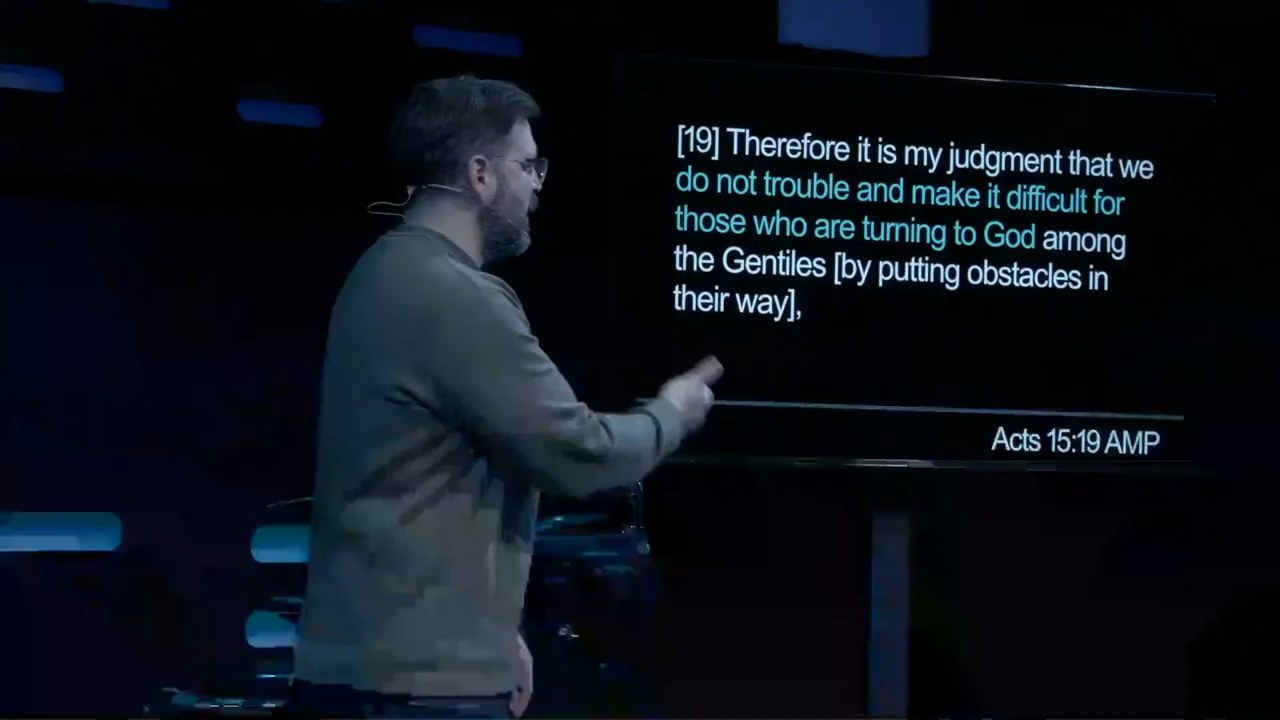 [19] Therefore it is my judgment that we
do not trouble and make it difficult for
those who are turning to God among
the Gentiles [by putting obstacles in
their way],
Acts 15:19 AMP